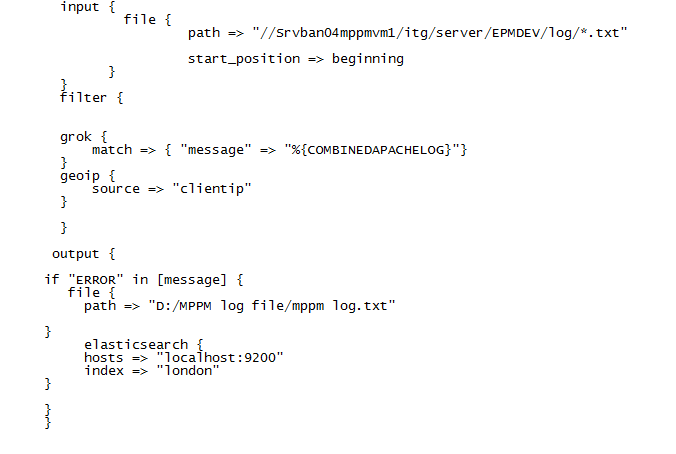 input {
file {
path => "//Srvban04mppmvm1/itg/server/EPMDEV/log/*.txt"
start_position => beginning
}
}
filter {
grok {
match => { "message" => "%{COMBINEDAPACHELOG}"}
}
geoip {
source => "clientip"
}
}
output {
if "ERROR" in [message] {
file {
path => "D:/MPPM log file/mppm log.txt"
}
elasticsearch {
hosts => "localhost:9200"
index => "london"
}
}
}